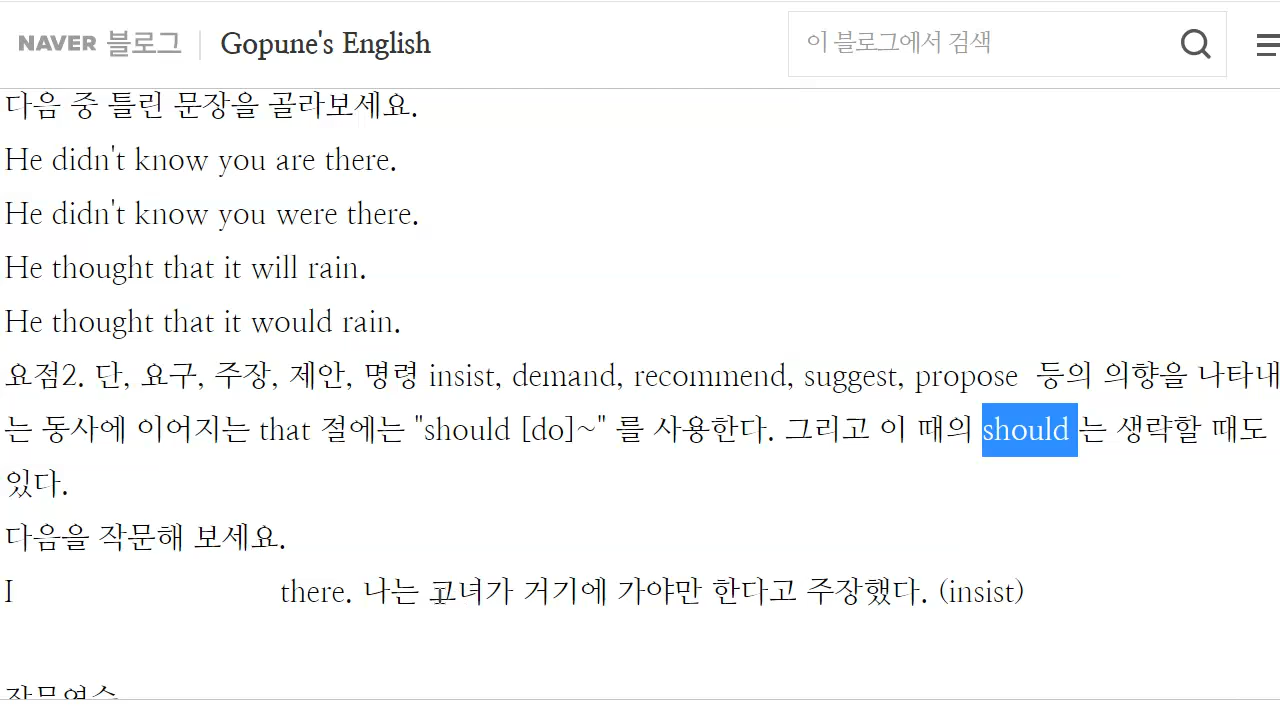 NAVER 블로그 Gopune's English 이 블로그에서 검색
다음 중 틀린 문장을 골라보세요.
He didn't know you are there.
He didn't know you were there.
He thought that it will rain.
He thought that it would rain.
요점2. 단, 요구, 주장, 제안, 명령 insist, demand, recommend, suggest, propose 등의 의향을 나타내
는 동사에 이어지는 that 절에는 "should [do]~" 를 사용한다. 그리고 이 때의 should 는 생략할 때도
있다.
다음을 작문해 보세요.
I there. 나는 그녀가 거기에 가야만 한다고 주장했다. (insist)
작문연습